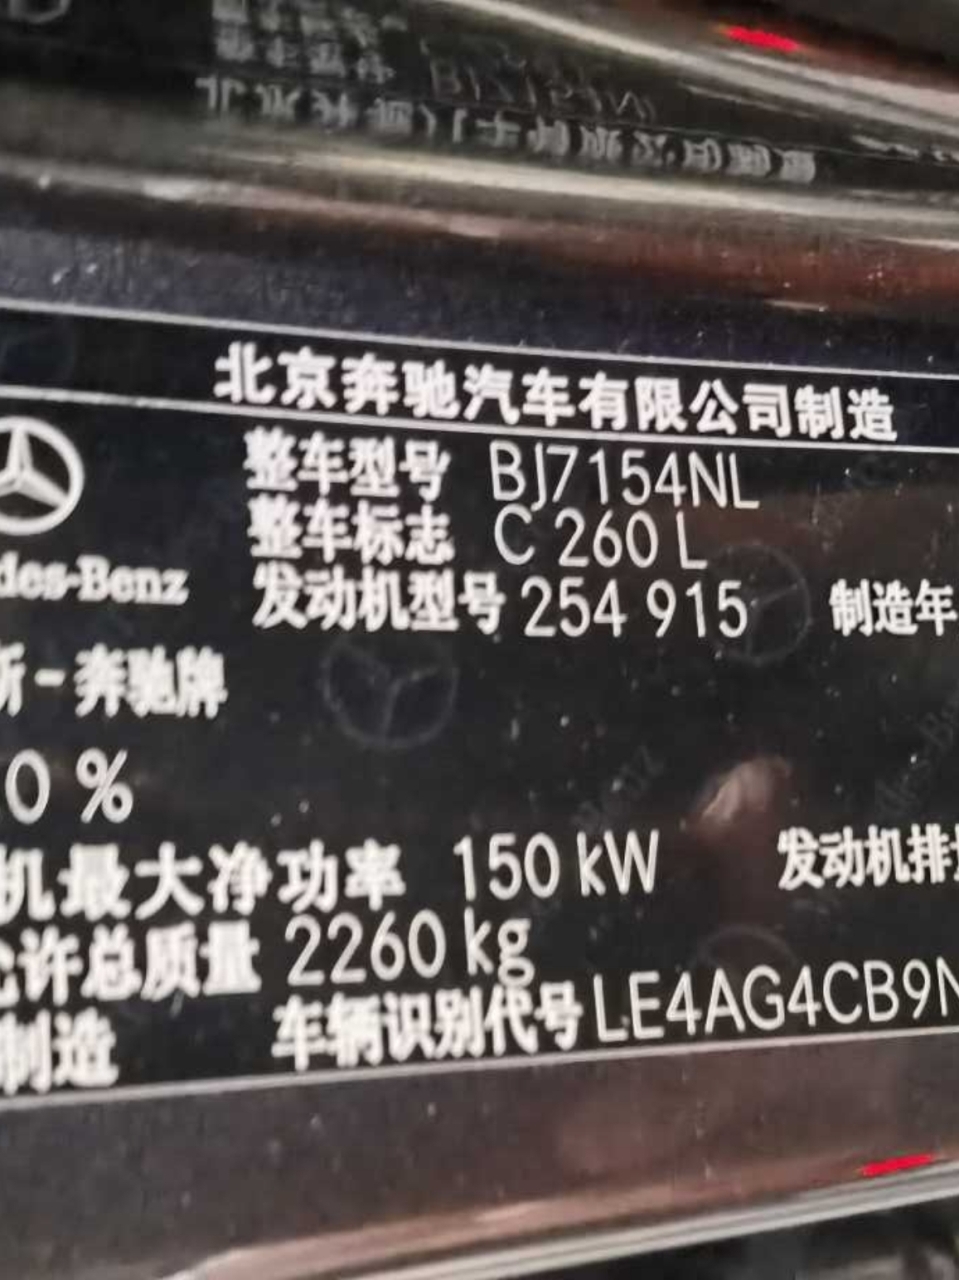 北京奔驰汽车有限公司制造
整车型号 BJ7154NL
整车标志 C 260 L
des-Benz
发动机型号 254 915 制造年
斯-奔驰牌
0 %
机最大净功率 150 kW 发动机排量
允许总质量 2260 kg
制造 车辆识别代号 LE4AG4CB9N